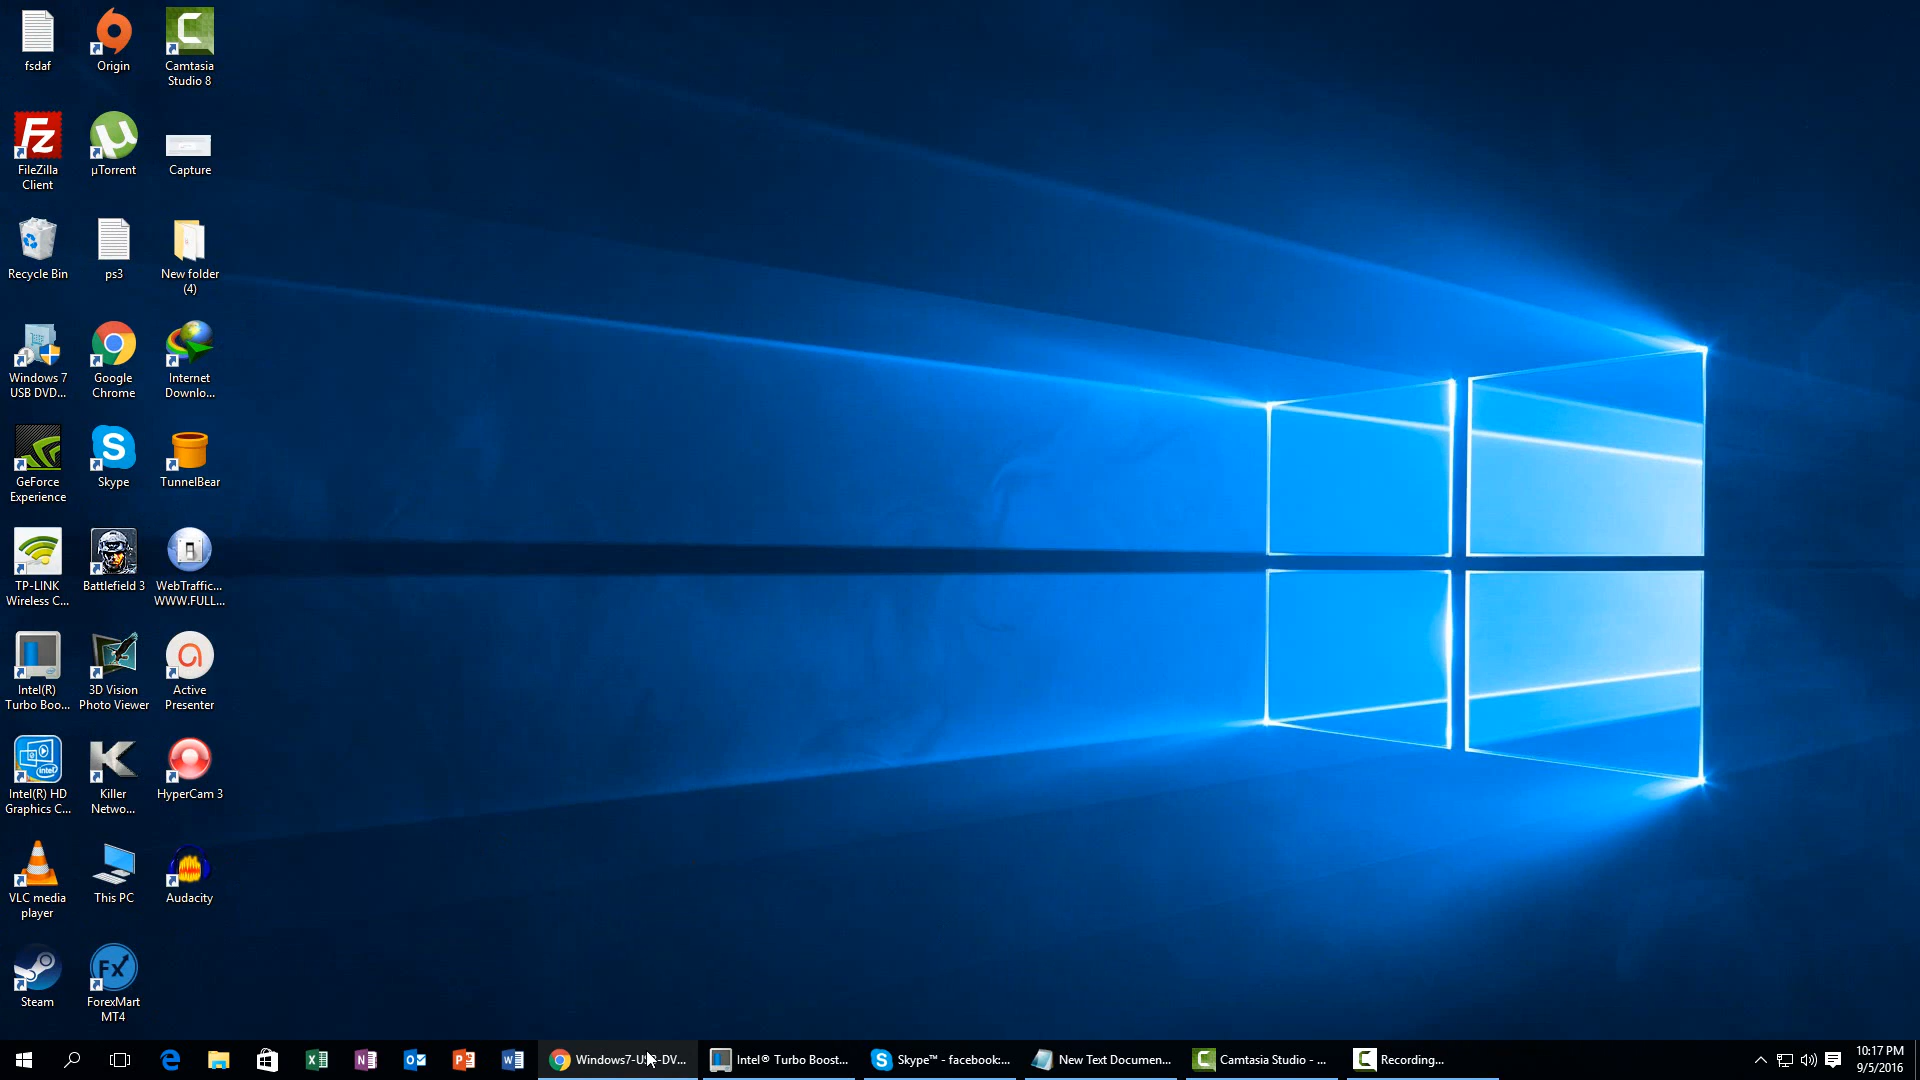 fsdaf
Origin
Camtasia
Studio 8
FileZilla
Client
µTorrent
Capture
Recycle Bin
ps3
New folder
(4)
Windows 7
USB DVD...
Google
Chrome
Internet
Downlo...
GeForce
Experience
Skype
TunnelBear
TP-LINK
Wireless C...
Battlefield 3
WebTraffic...
WWW.FULL...
Intel(R)
Turbo Boo...
3D Vision
Photo Viewer
Active
Presenter
Intel(R) HD
Graphics C...
Killer
Netwo...
HyperCam 3
VLC media
player
This PC
Audacity
Steam
ForexMart
MT4
Windows7-USB-DV...
Intel® Turbo Boost...
Skype™ - facebook:...
New Text Documen...
Camtasia Studio - ...
Recording...
10:17 PM
9/5/2016